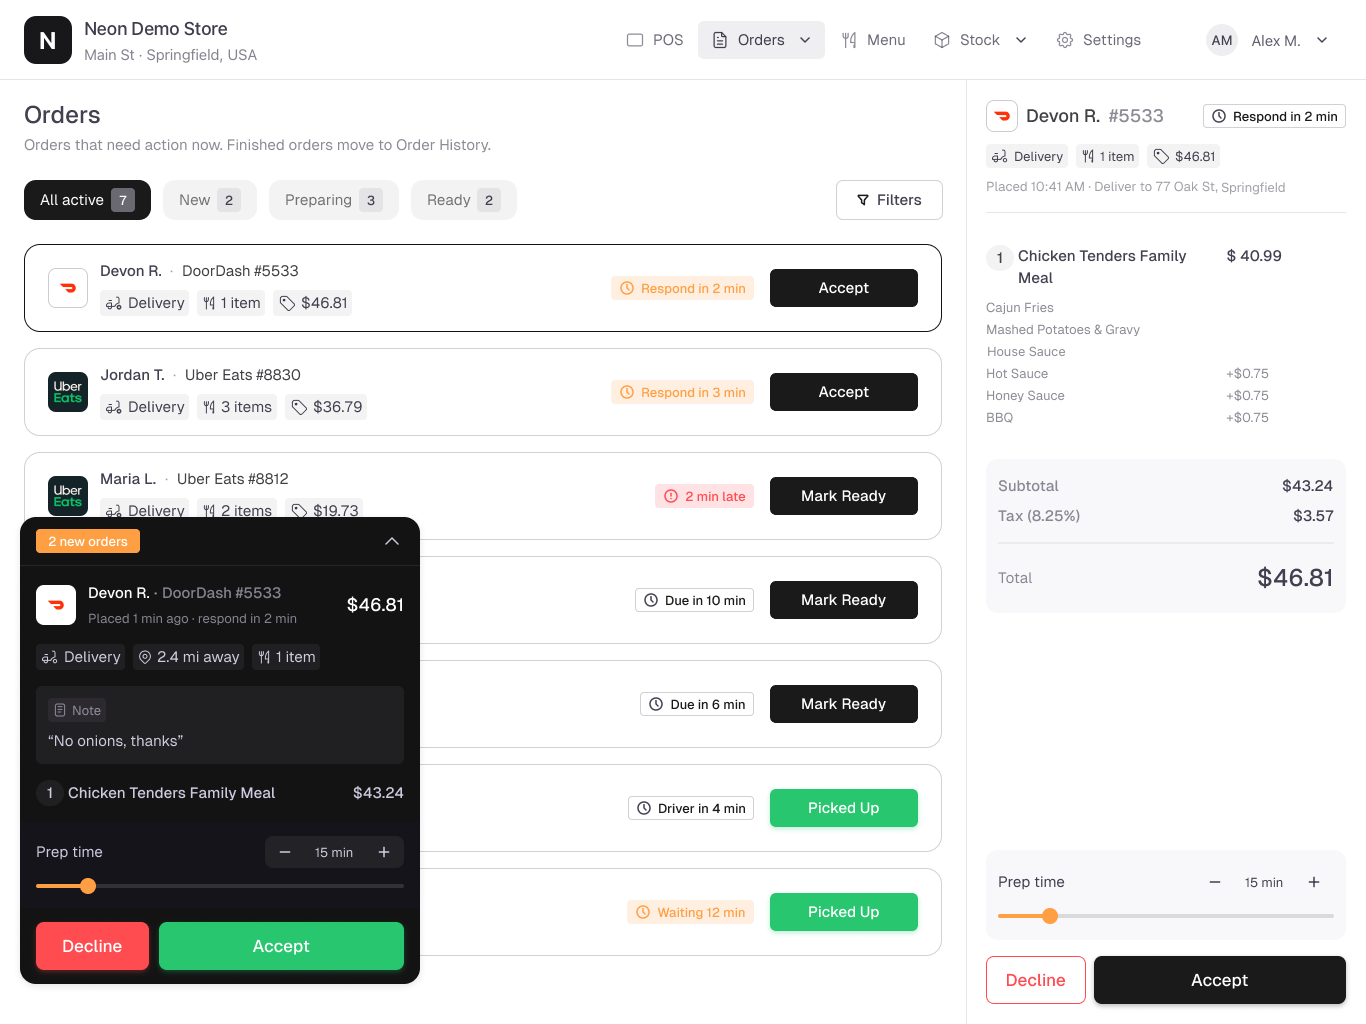 N
Neon Demo Store
Main St · Springfield, USA
POS
Orders
Menu
Stock
Settings
AM
Alex M.
Orders
Orders that need action now. Finished orders move to Order History.
All active 7
New 2
Preparing 3
Ready 2
Filters
Devon R. · DoorDash #5533
Delivery
1 item
$46.81
Respond in 2 min
Accept
Uber Eats
Jordan T. · Uber Eats #8830
Delivery
3 items
$36.79
Respond in 3 min
Accept
Uber Eats
Maria L. · Uber Eats #8812
Delivery
2 items
$19.73
2 min late
Mark Ready
Due in 10 min
Mark Ready
Due in 6 min
Mark Ready
Driver in 4 min
Picked Up
Waiting 12 min
Picked Up
2 new orders
Devon R. · DoorDash #5533
Placed 1 min ago · respond in 2 min
$46.81
Delivery
2.4 mi away
1 item
Note
“No onions, thanks”
1 Chicken Tenders Family Meal $43.24
Prep time
15 min
Decline
Accept
Devon R. #5533
Respond in 2 min
Delivery
1 item
$46.81
Placed 10:41 AM · Deliver to 77 Oak St, Springfield
1 Chicken Tenders Family $ 40.99
Meal
Cajun Fries
Mashed Potatoes & Gravy
House Sauce
Hot Sauce +$0.75
Honey Sauce +$0.75
BBQ +$0.75
Subtotal $43.24
Tax (8.25%) $3.57
Total $46.81
Prep time
15 min
Decline
Accept